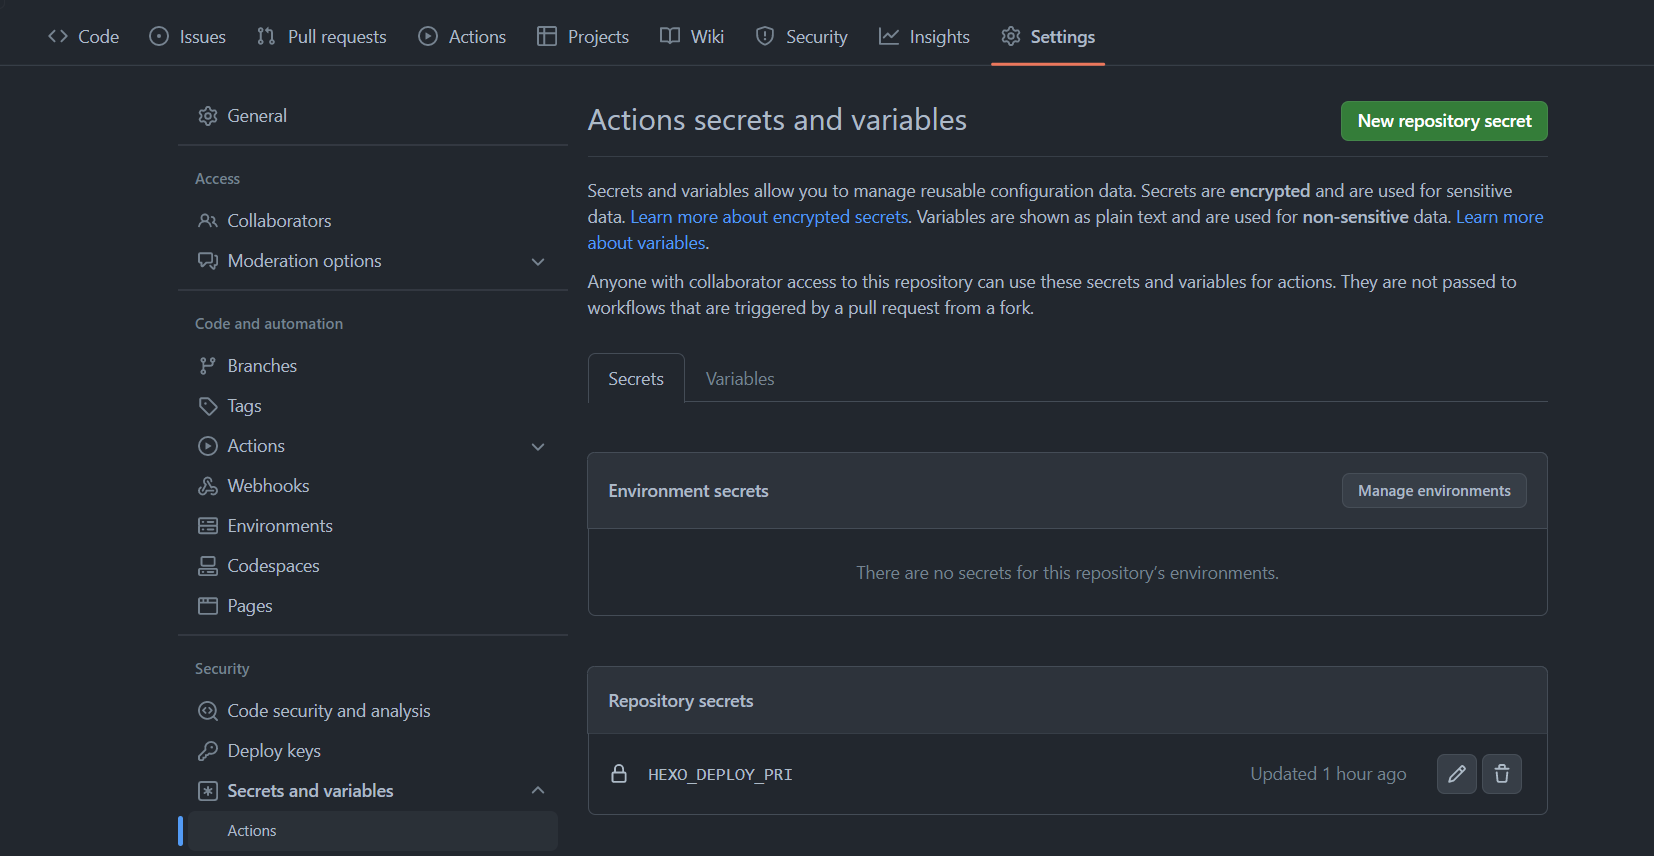 Code Issues Pull requests Actions Projects Wiki Security Insights Settings
General
Access
Collaborators
Moderation options
Code and automation
Branches
Tags
Actions
Webhooks
Environments
Codespaces
Pages
Security
Code security and analysis
Deploy keys
Secrets and variables
Actions
Actions secrets and variables
New repository secret
Secrets and variables allow you to manage reusable configuration data. Secrets are encrypted and are used for sensitive
data. Learn more about encrypted secrets. Variables are shown as plain text and are used for non-sensitive data. Learn more
about variables.
Anyone with collaborator access to this repository can use these secrets and variables for actions. They are not passed to
workflows that are triggered by a pull request from a fork.
Secrets Variables
Environment secrets
Manage environments
There are no secrets for this repository’s environments.
Repository secrets
HEXO_DEPLOY_PRI
Updated 1 hour ago